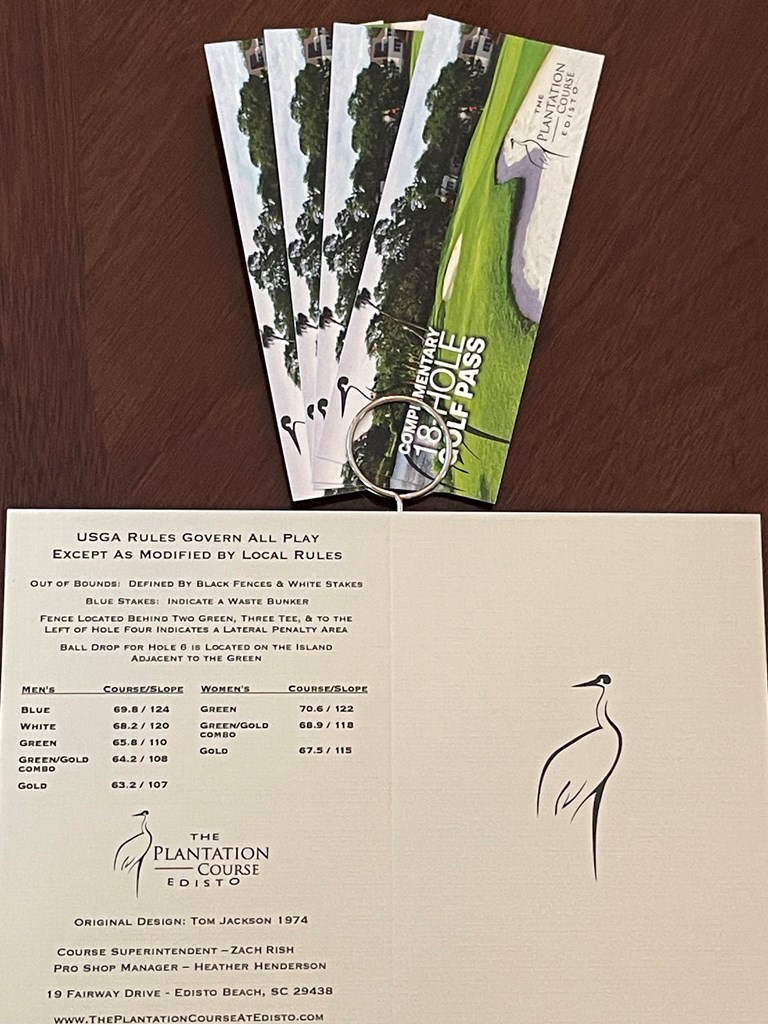 THE
PLANTATION
COURSE
EDISTO
COMPLIMENTARY
18-HOLE
GOLF PASS
USGA RULES GOVERN ALL PLAY
EXCEPT AS MODIFIED BY LOCAL RULES
OUT OF BOUNDS: DEFINED BY BLACK FENCES & WHITE STAKES
BLUE STAKES: INDICATE A WASTE BUNKER
FENCE LOCATED BEHIND TWO GREEN, THREE TEE, & TO THE
LEFT OF HOLE FOUR INDICATES A LATERAL PENALTY AREA
BALL DROP FOR HOLE 6 IS LOCATED ON THE ISLAND
ADJACENT TO THE GREEN
MEN'S COURSE/SLOPE WOMEN'S COURSE/SLOPE
BLUE 69.8 / 124 GREEN 70.6 / 122
WHITE 68.2 / 120 GREEN/GOLD COMBO 68.9 / 118
GREEN 65.8 / 110 GOLD 67.5 / 115
GREEN/GOLD COMBO 64.2 / 108
GOLD 63.2 / 107
THE
PLANTATION
COURSE
EDISTO
ORIGINAL DESIGN: TOM JACKSON 1974
COURSE SUPERINTENDENT – ZACH RISH
PRO SHOP MANAGER – HEATHER HENDERSON
19 FAIRWAY DRIVE - EDISTO BEACH, SC 29438
WWW.THEPLANTATIONCOURSEATEDISTO.COM